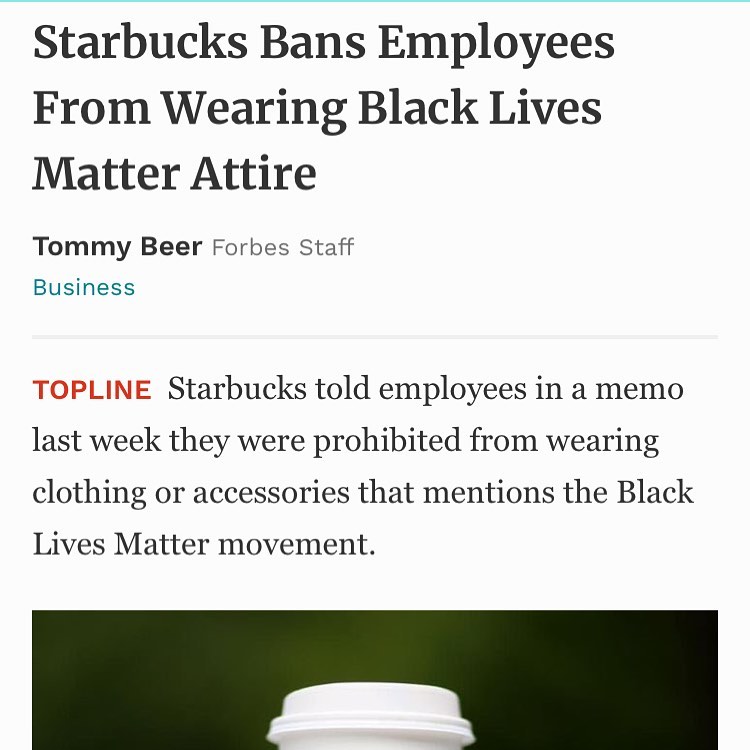 Starbucks Bans Employees
From Wearing Black Lives
Matter Attire
Tommy Beer Forbes Staff
Business
TOPLINE Starbucks told employees in a memo
last week they were prohibited from wearing
clothing or accessories that mentions the Black
Lives Matter movement.